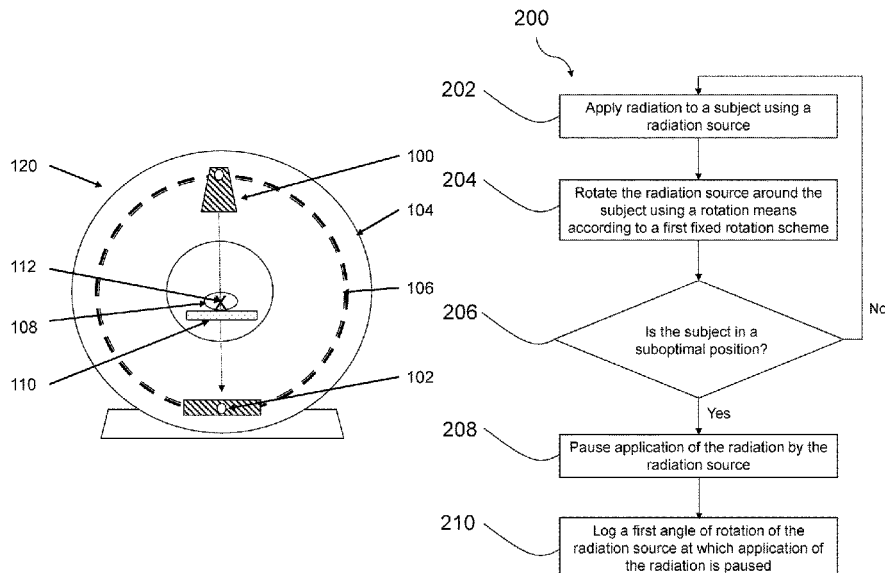 120
112
108
110
100
104
106
102
200
202
Apply radiation to a subject using a
radiation source
204
Rotate the radiation source around the
subject using a rotation means
according to a first fixed rotation scheme
206
Is the subject in a
suboptimal position?
No
Yes
208
Pause application of the radiation by the
radiation source
210
Log a first angle of rotation of the
radiation source at which application of
the radiation is paused